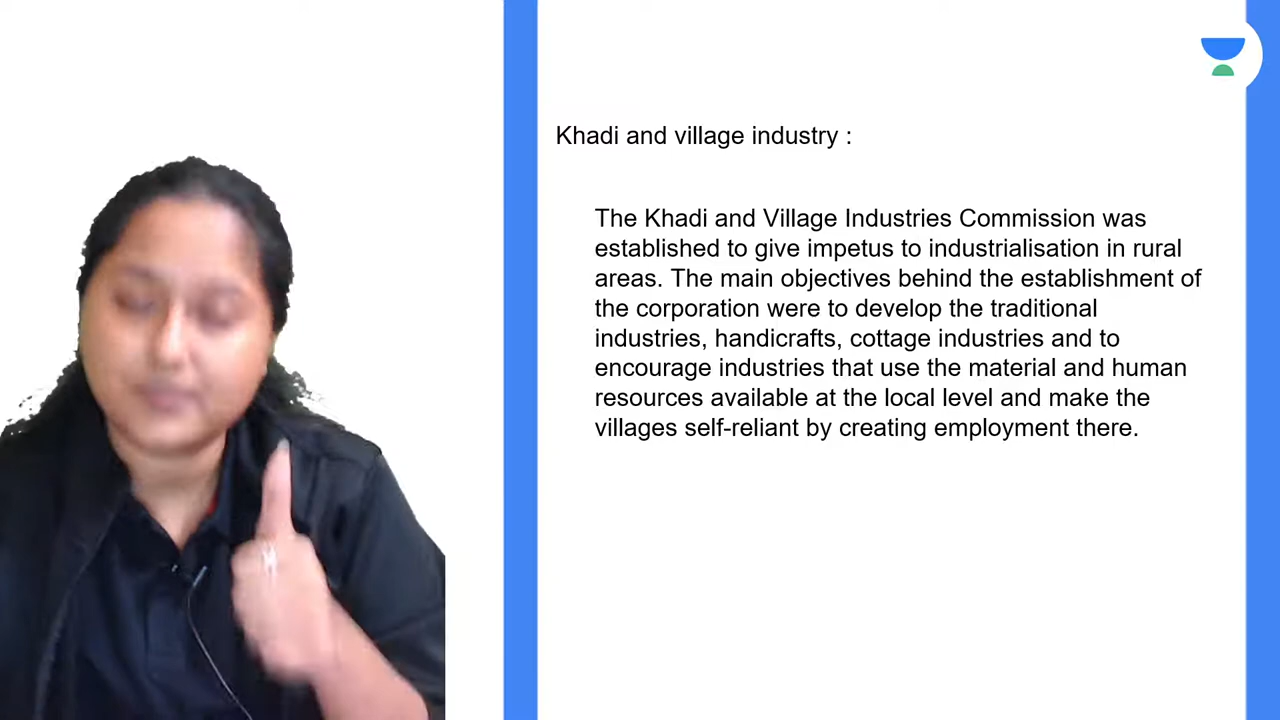 Khadi and village industry :
The Khadi and Village Industries Commission was
established to give impetus to industrialisation in rural
areas. The main objectives behind the establishment of
the corporation were to develop the traditional
industries, handicrafts, cottage industries and to
encourage industries that use the material and human
resources available at the local level and make the
villages self-reliant by creating employment there.